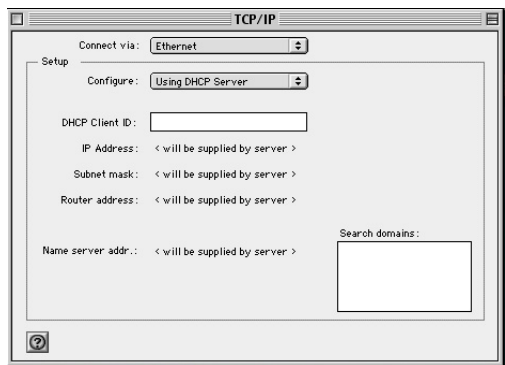 TCP/IP
Connect via: Ethernet
Setup
Configure: Using DHCP Server
DHCP Client ID:
IP Address: < will be supplied by server >
Subnet mask: < will be supplied by server >
Router address: < will be supplied by server >
Search domains:
Name server addr.: < will be supplied by server >
?